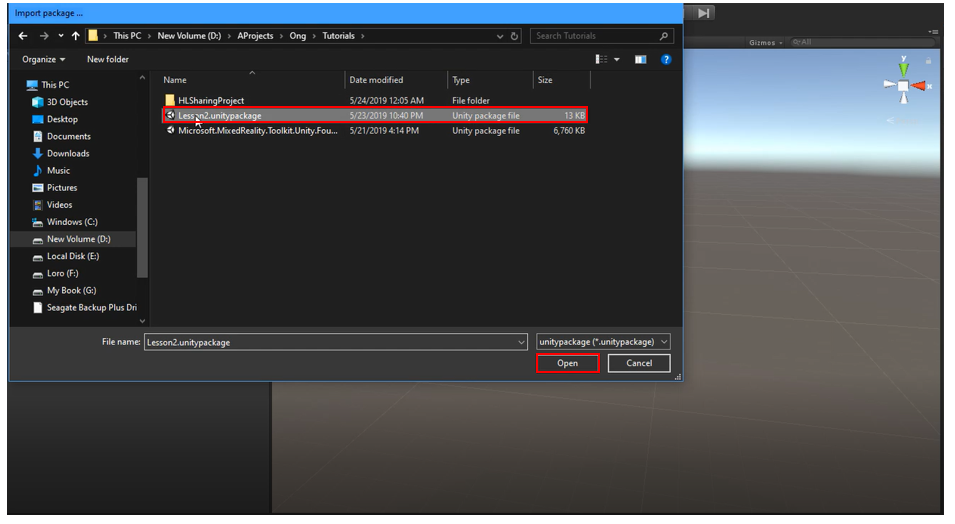 Import package ...
This PC > New Volume (D:) > AProjects > Ong > Tutorials >
Search Tutorials
Organize
New folder
Name
Date modified
Type
Size
HLSharingProject 5/24/2019 12:05 AM File folder
Lesson2.unitypackage 5/23/2019 10:40 PM Unity package file 13 KB
Microsoft.MixedReality.Toolkit.Unity.Fou... 5/21/2019 4:14 PM Unity package file 6,760 KB
This PC
3D Objects
Desktop
Documents
Downloads
Music
Pictures
Videos
Windows (C:)
New Volume (D:)
Local Disk (E:)
Loro (F:)
My Book (G:)
Seagate Backup Plus Dri
File name: Lesson2.unitypackage
unitypackage (*.unitypackage)
Open
Cancel
Gizmos
All
y
x